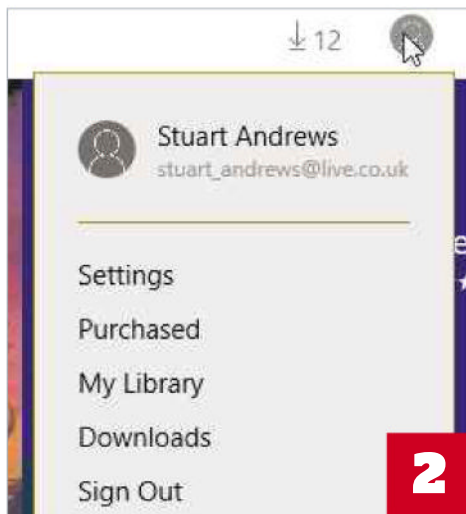 12
Stuart Andrews
stuart_andrews@live.co.uk
Settings
Purchased
My Library
Downloads
Sign Out
2